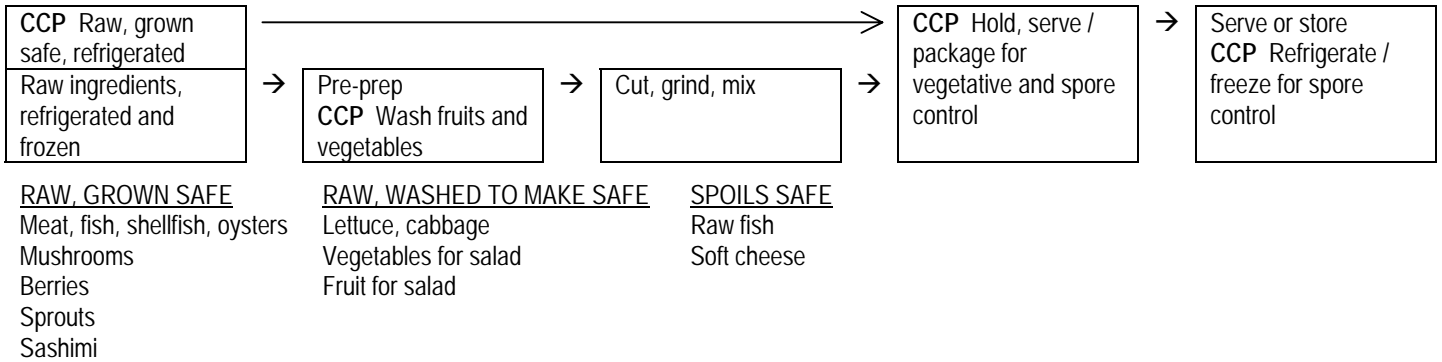 CCP Raw, grown
safe, refrigerated
Raw ingredients,
refrigerated and
frozen
Pre-prep
CCP Wash fruits and
vegetables
Cut, grind, mix
CCP Hold, serve /
package for
vegetative and spore
control
Serve or store
CCP Refrigerate /
freeze for spore
control
RAW, GROWN SAFE
Meat, fish, shellfish, oysters
Mushrooms
Berries
Sprouts
Sashimi
RAW, WASHED TO MAKE SAFE
Lettuce, cabbage
Vegetables for salad
Fruit for salad
SPOILS SAFE
Raw fish
Soft cheese